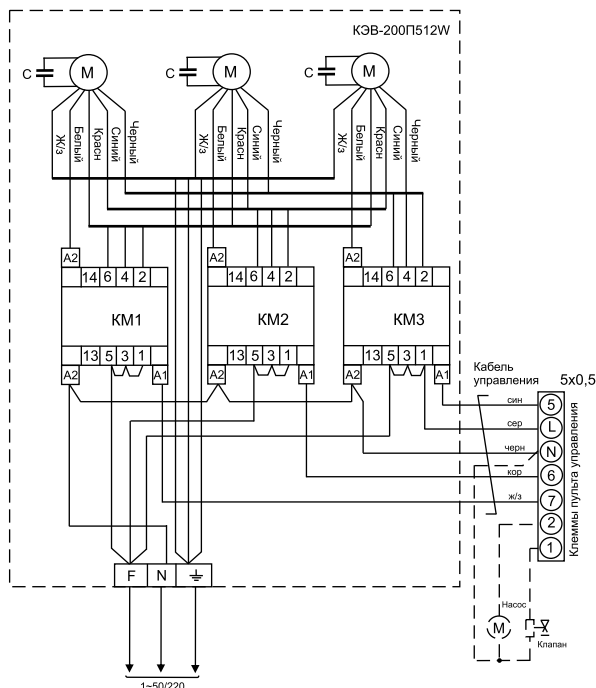 КЭВ-200П512W
C M C M C M
Ж/з Белый Красн Синий Черный Ж/з Белый Красн Синий Черный Ж/з Белый Красн Синий Черный
A2 A2 A2
14 6 4 2 14 6 4 2 14 6 4 2
КМ1 КМ2 КМ3
13 5 3 1 13 5 3 1 13 5 3 1
A2 A1 A2 A1 A2 A1
Кабель
управления
5x0,5
син 5
сер L
черн N
кор 6
ж/з 7
2
1
Клеммы пульта управления
F N
Насос
M
Клапан
1~50/220